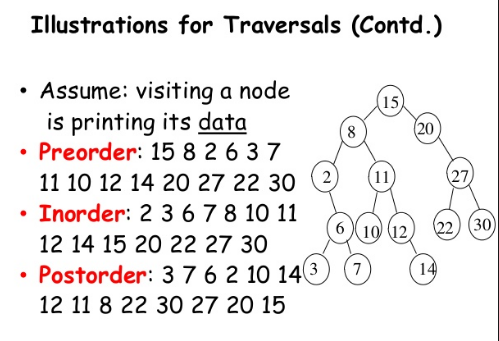 Illustrations for Traversals (Contd.)
• Assume: visiting a node
is printing its data
• Preorder: 15 8 2 6 3 7
11 10 12 14 20 27 22 30
• Inorder: 2 3 6 7 8 10 11
12 14 15 20 22 27 30
• Postorder: 3 7 6 2 10 14
12 11 8 22 30 27 20 15
15
8 20
2 11 27
6 10 12 22 30
3 7 14